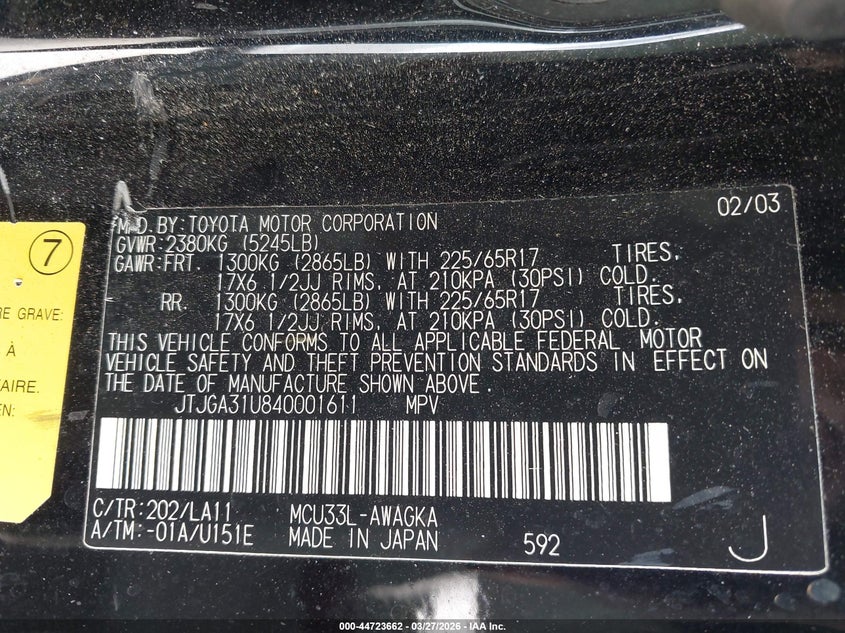 7
RE GRAVE:
À
AIRE.
EN:
02/03
MFD. BY: TOYOTA MOTOR CORPORATION
GVWR: 2380KG (5245LB)
GAWR: FRT. 1300KG (2865LB) WITH 225/65R17 TIRES,
17X6 1/2JJ RIMS, AT 210KPA (30PSI) COLD.
RR. 1300KG (2865LB) WITH 225/65R17 TIRES,
17X6 1/2JJ RIMS, AT 210KPA (30PSI) COLD.
THIS VEHICLE CONFORMS TO ALL APPLICABLE FEDERAL MOTOR
VEHICLE SAFETY AND THEFT PREVENTION STANDARDS IN EFFECT ON
THE DATE OF MANUFACTURE SHOWN ABOVE.
JTJGA31U840001611 MPV
C/TR: 202/LA11 MCU33L-AWAGKA
A/TM: -01A/U151E MADE IN JAPAN 592 J
000-44723662 - 03/27/2026 - IAA Inc.